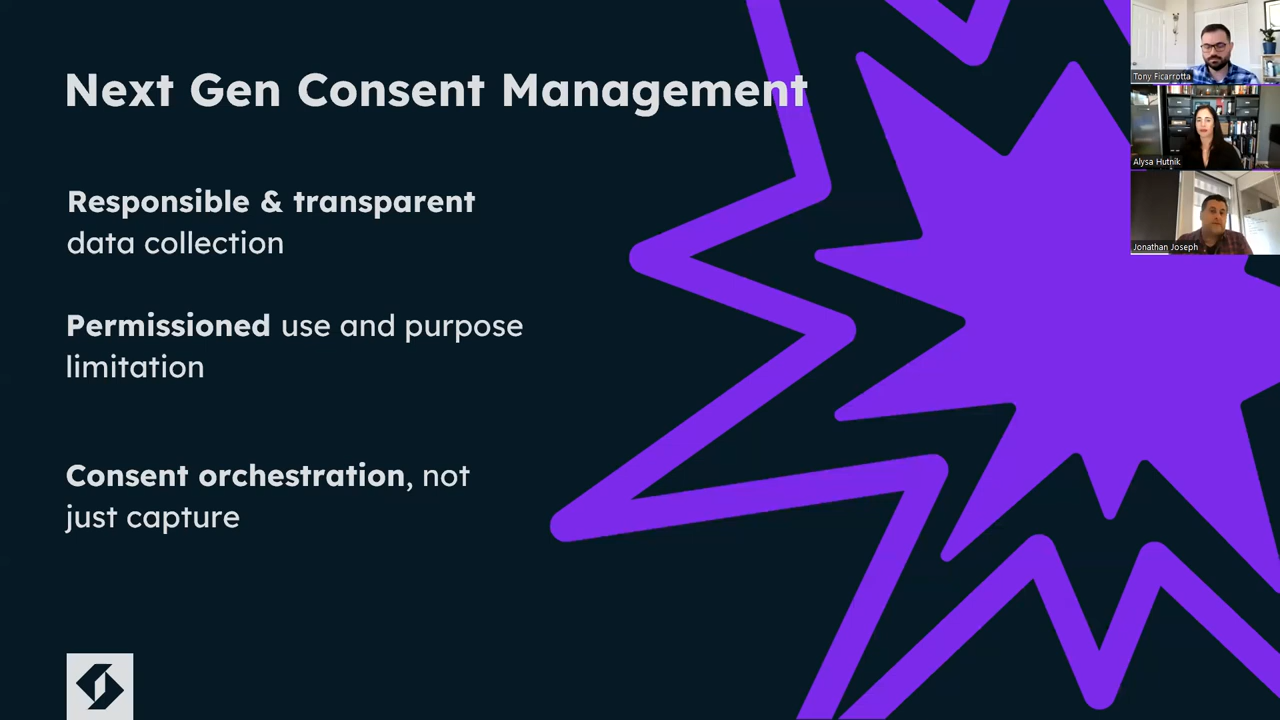 Next Gen Consent Management
Responsible & transparent
data collection
Permissioned use and purpose
limitation
Consent orchestration, not
just capture
Tony Ficarrotta
Alysa Hutnik
Jonathan Joseph